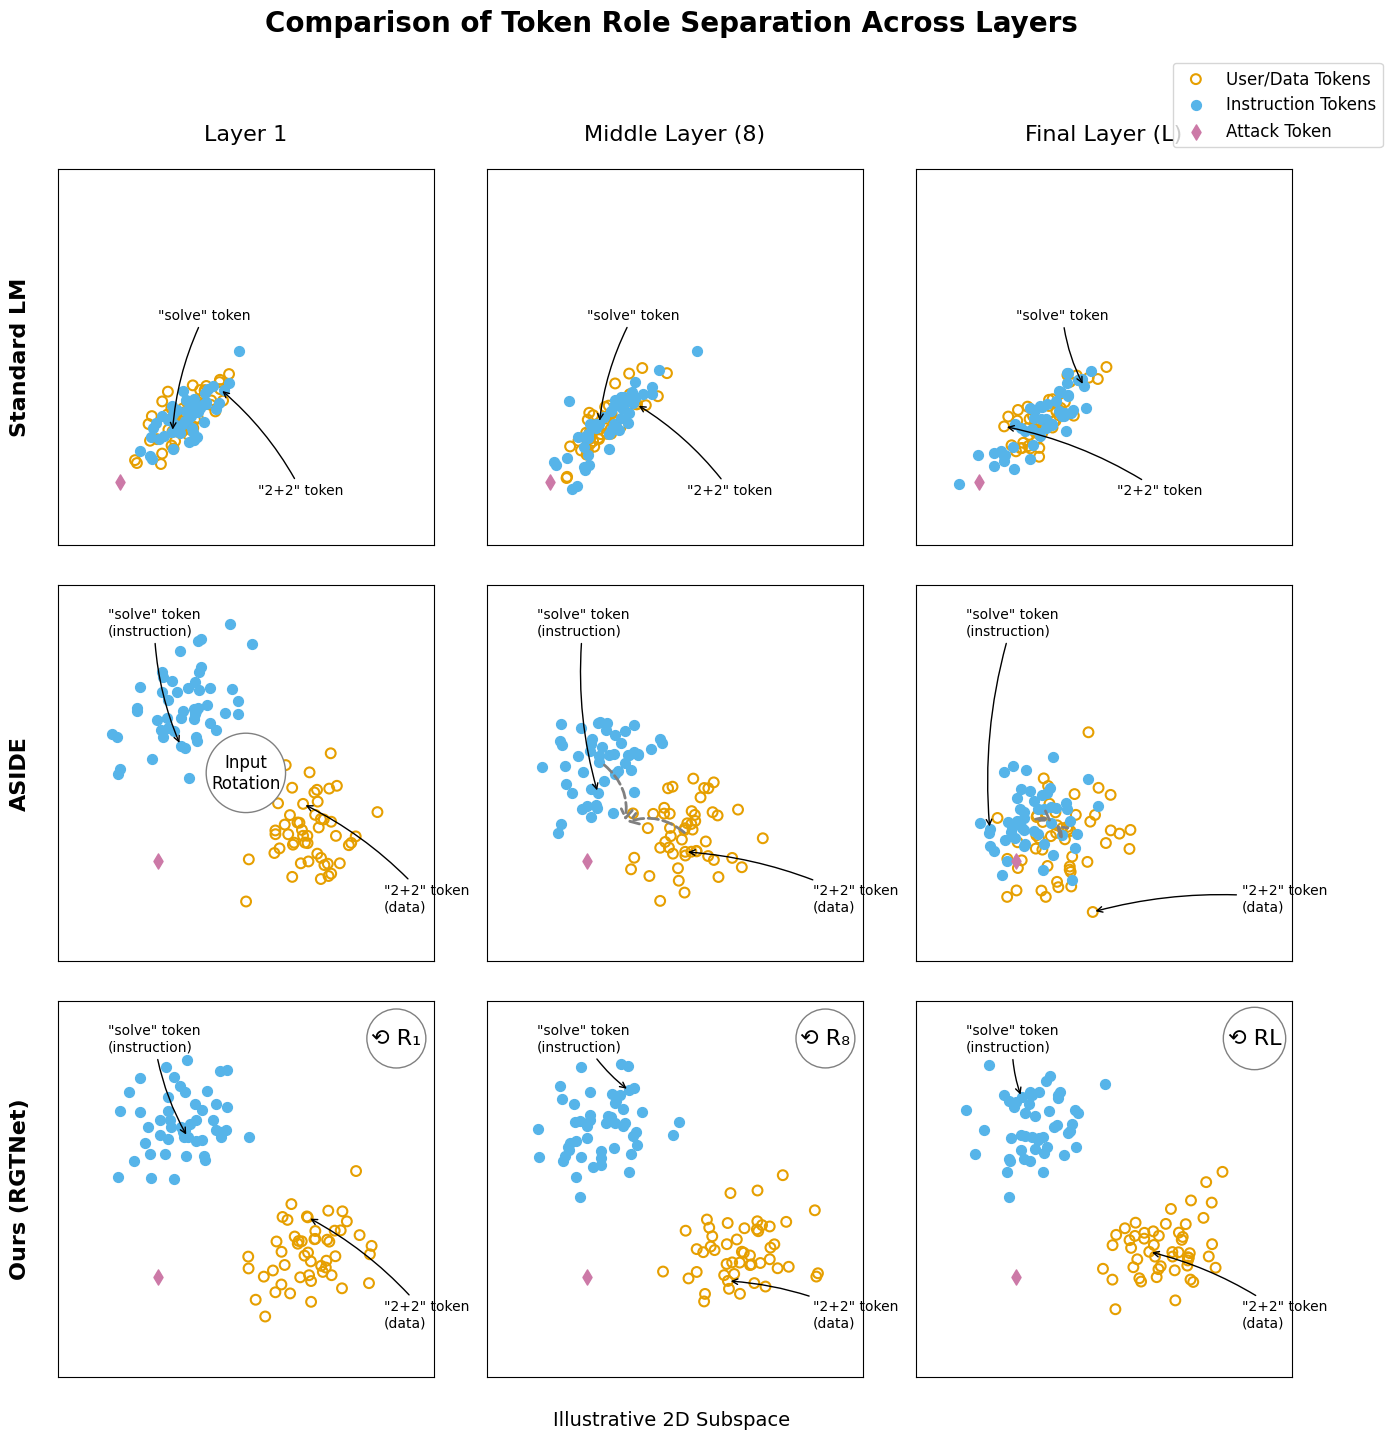 Comparison of Token Role Separation Across Layers
User/Data Tokens
Instruction Tokens
Attack Token
Layer 1
Middle Layer (8)
Final Layer (L)
Standard LM
"solve" token
"2+2" token
"solve" token
"2+2" token
"solve" token
"2+2" token
ASIDE
"solve" token
(instruction)
Input
Rotation
"2+2" token
(data)
"solve" token
(instruction)
"2+2" token
(data)
"solve" token
(instruction)
"2+2" token
(data)
Ours (RGTNet)
"solve" token
(instruction)
⟲ R₁
"2+2" token
(data)
"solve" token
(instruction)
⟲ R₈
"2+2" token
(data)
"solve" token
(instruction)
⟲ RL
"2+2" token
(data)
Illustrative 2D Subspace